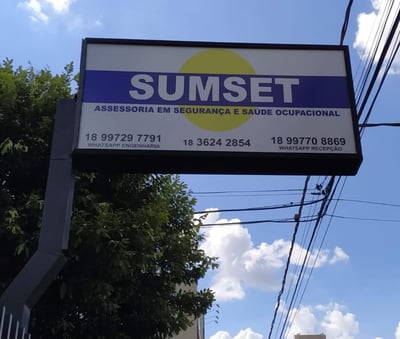 SUMSET
ASSESSORIA EM SEGURANÇA E SAÚDE OCUPACIONAL
18 99729 7791 18 3624 2854 18 99770 8869
WHATSAPP ENGENHARIA WHATSAPP RECEPÇÃO